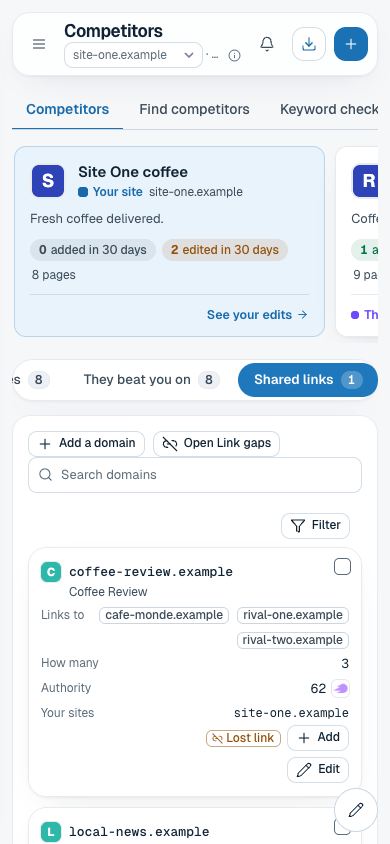 Competitors
site-one.example
· ...
Competitors
Find competitors
Keyword check
S
Site One coffee
Your site site-one.example
Fresh coffee delivered.
0 added in 30 days
2 edited in 30 days
8 pages
See your edits →
R
Coffe
1 a
9 pa
Th
s 8
They beat you on 8
Shared links 1
Add a domain
Open Link gaps
Search domains
Filter
C
coffee-review.example
Coffee Review
Links to cafe-monde.example rival-one.example
rival-two.example
How many 3
Authority 62
Your sites site-one.example
Lost link
Add
Edit
L
local-news.example